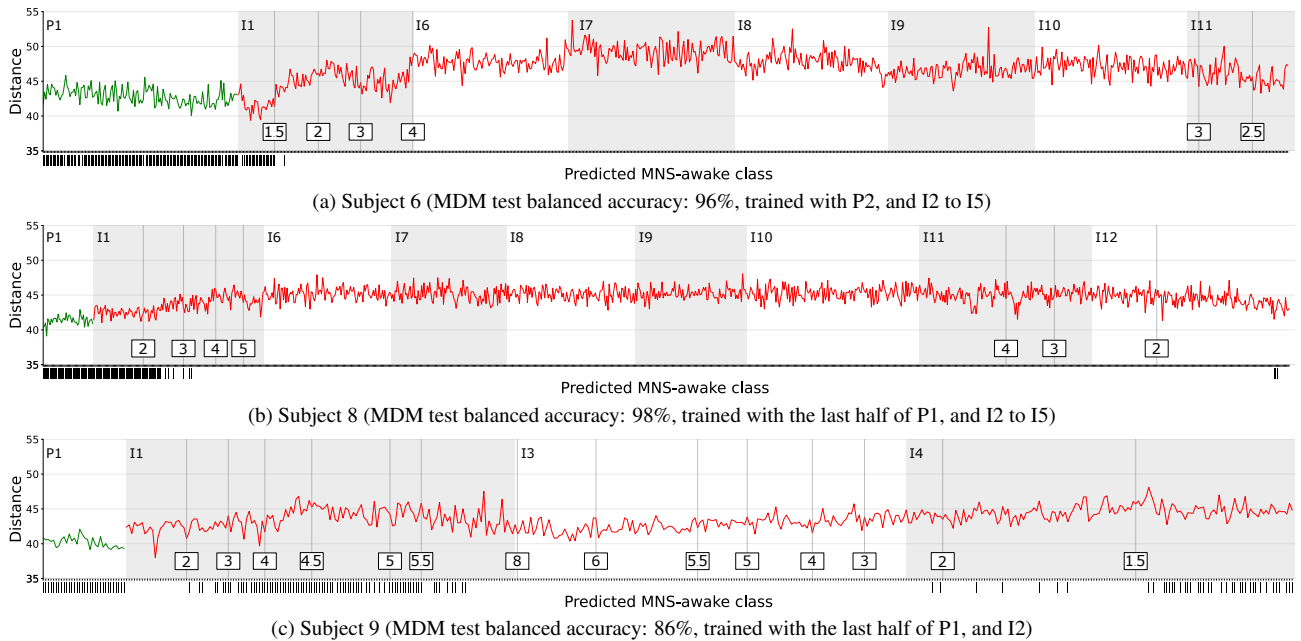 P1 I1 I6 I7 I8 I9 I10 I11
55
50
45
40
35
Distance
1.5 2 3 4 3 2.5
Predicted MNS-awake class
(a) Subject 6 (MDM test balanced accuracy: 96%, trained with P2, and I2 to I5)
P1 I1 I6 I7 I8 I9 I10 I11 I12
55
50
45
40
35
Distance
2 3 4 5 4 3 2
Predicted MNS-awake class
(b) Subject 8 (MDM test balanced accuracy: 98%, trained with the last half of P1, and I2 to I5)
P1 I1 I3 I4
55
50
45
40
35
Distance
2 3 4 4.5 5 5.5 8 6 5.5 5 4 3 2 1.5
Predicted MNS-awake class
(c) Subject 9 (MDM test balanced accuracy: 86%, trained with the last half of P1, and I2)